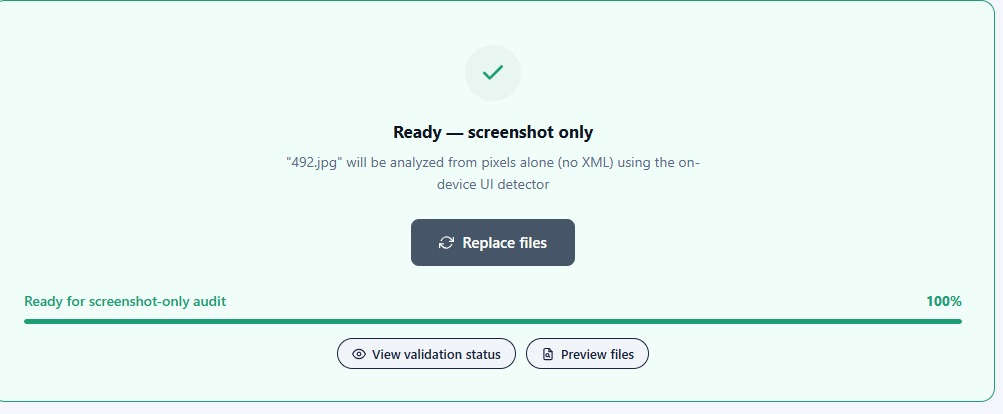 Ready — screenshot only
"492.jpg" will be analyzed from pixels alone (no XML) using the on-
device UI detector
Replace files
Ready for screenshot-only audit 100%
View validation status Preview files